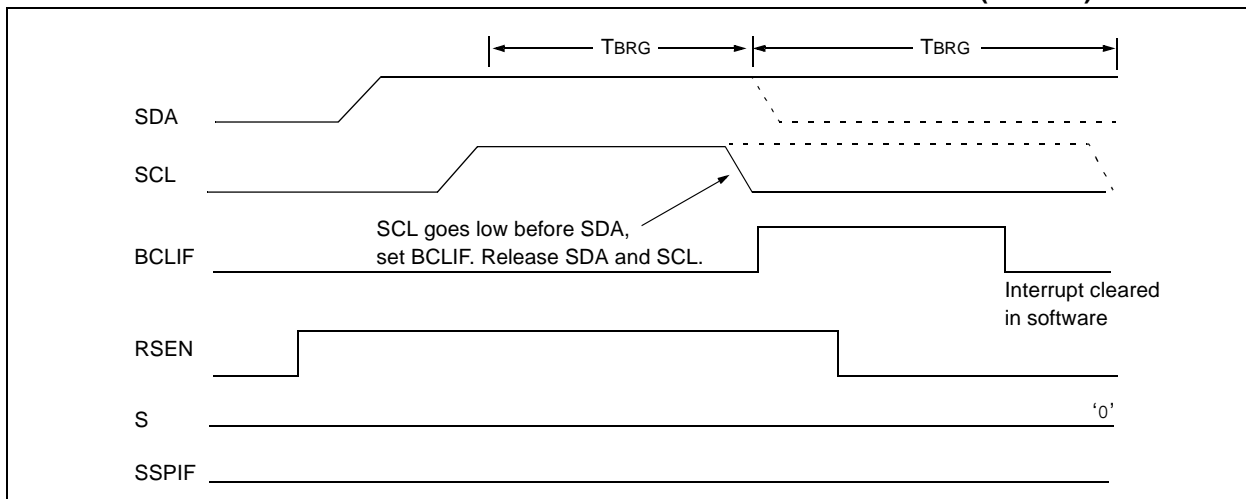 TBRG TBRG
SDA
SCL
SCL goes low before SDA,
set BCLIF. Release SDA and SCL.
BCLIF
Interrupt cleared
in software
RSEN
S ‘0’
SSPIF